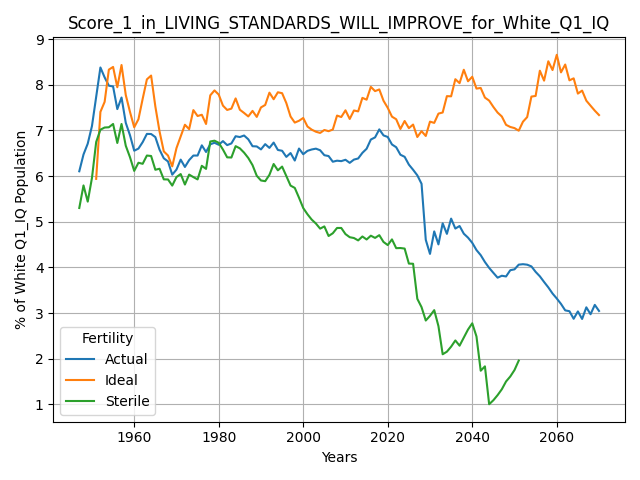 Score_1_in_LIVING_STANDARDS_WILL_IMPROVE_for_White_Q1_IQ
% of White Q1_IQ Population
9
8
7
6
5
4
3
2
1
Fertility
Actual
Ideal
Sterile
1960
1980
2000
2020
2040
2060
Years